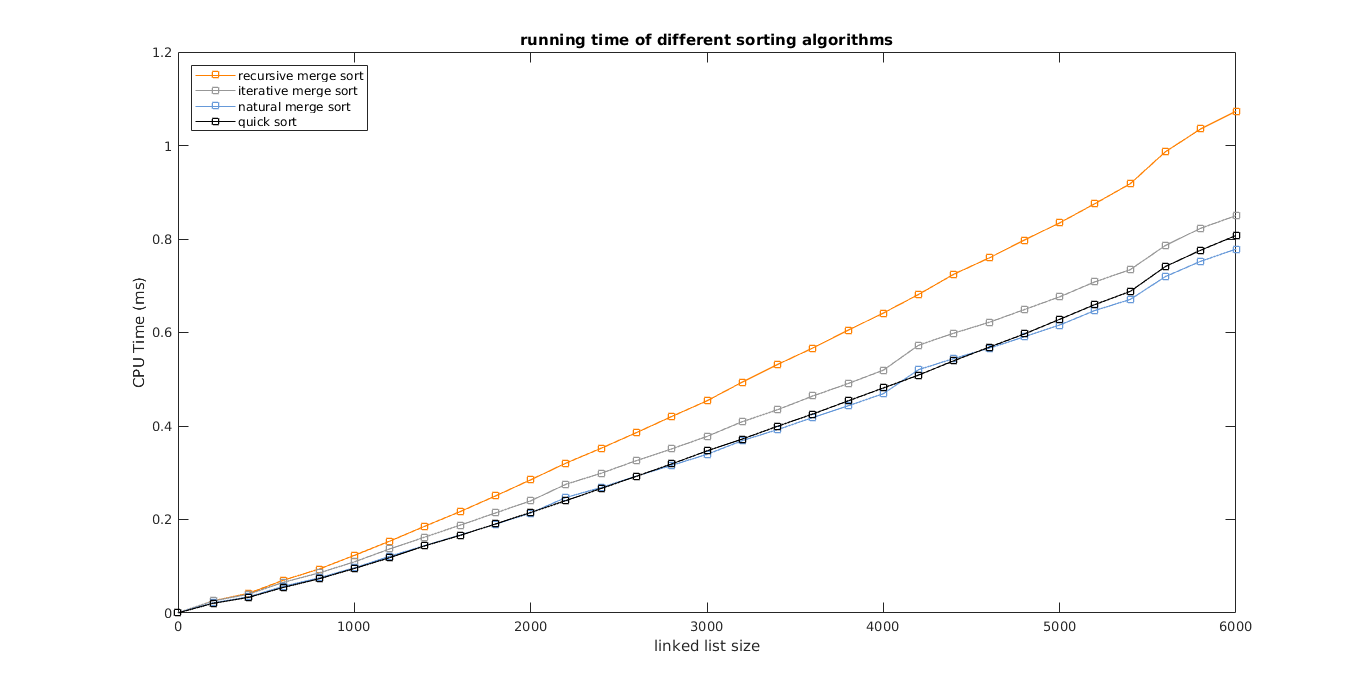 running time of different sorting algorithms
1.2
1
0.8
0.6
0.4
0.2
0
CPU Time (ms)
recursive merge sort
iterative merge sort
natural merge sort
quick sort
0 1000 2000 3000 4000 5000 6000
linked list size